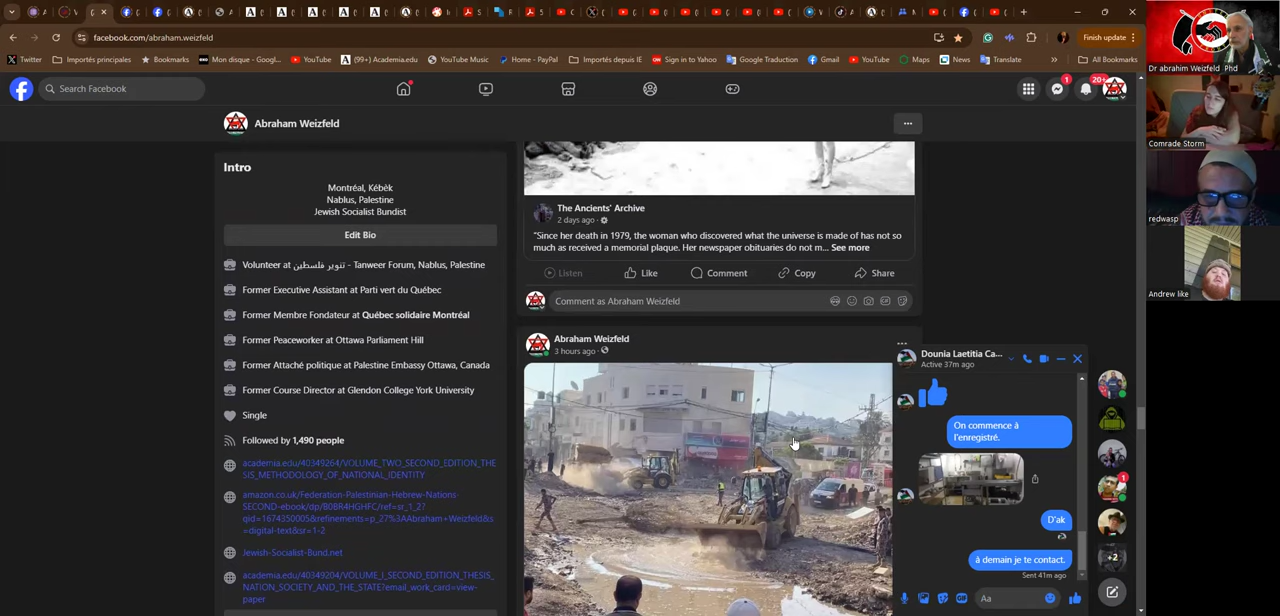 facebook.com/abraham.weizfeld
Finish update
Twitter
Importés principales
Bookmarks
Mon disque - Googl...
YouTube
(99+) Academia.edu
YouTube Music
Home - PayPal
Importés depuis IE
Sign in to Yahoo
Google Traduction
Gmail
YouTube
Maps
News
Translate
All Bookmarks
Search Facebook
1
20+
Abraham Weizfeld
Intro
Montréal, Kébèk
Nablus, Palestine
Jewish Socialist Bundist
Edit Bio
Volunteer at تنوير فلسطين - Tanweer Forum, Nablus, Palestine
Former Executive Assistant at Parti vert du Québec
Former Membre Fondateur at Québec solidaire Montréal
Former Peaceworker at Ottawa Parliament Hill
Former Attaché politique at Palestine Embassy Ottawa, Canada
Former Course Director at Glendon College York University
Single
Followed by 1,490 people
academia.edu/40349264/VOLUME_TWO_SECOND_EDITION_THE
SIS_METHODOLOGY_OF_NATIONAL_IDENTITY
amazon.co.uk/Federation-Palestinian-Hebrew-Nations-
SECOND-ebook/dp/B0BR4HGHFC/ref=sr_1_2?
qid=1674350005&refinements=p_27%3AAbraham+Weizfeld&s
=digital-text&sr=1-2
Jewish-Socialist-Bund.net
academia.edu/40349204/VOLUME_I_SECOND_EDITION_THESIS_
NATION_SOCIETY_AND_THE_STATE?email_work_card=view-
paper
The Ancients' Archive
2 days ago
"Since her death in 1979, the woman who discovered what the universe is made of has not so
much as received a memorial plaque. Her newspaper obituaries do not m... See more
Listen
Like
Comment
Copy
Share
Comment as Abraham Weizfeld
Abraham Weizfeld
3 hours ago
Dounia Laetitia Ca...
Active 37m ago
On commence à
l'enregistré.
D'ak
à demain je te contact.
Sent 41m ago
Aa
1
+2
Dr abrahim Weizfeld Phd
Comrade Storm
redwasp
Andrew like